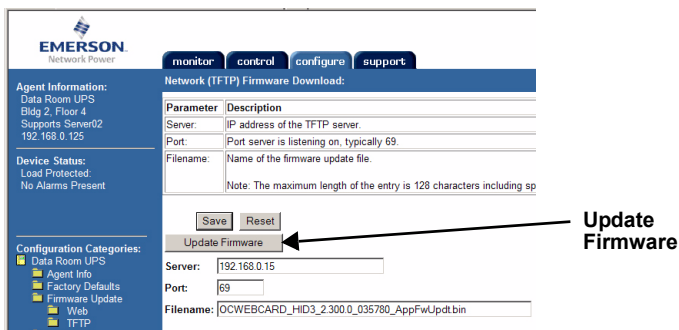 EMERSON.
Network Power
monitor control configure support
Network (TFTP) Firmware Download:
Agent Information:
Data Room UPS
Bldg 2, Floor 4
Supports Server02
192.168.0.125
Device Status:
Load Protected:
No Alarms Present
Configuration Categories:
Data Room UPS
Agent Info
Factory Defaults
Firmware Update
Web
TFTP
Parameter Description
Server: IP address of the TFTP server.
Port: Port server is listening on, typically 69.
Filename: Name of the firmware update file.
Note: The maximum length of the entry is 128 characters including sp
Save Reset
Update Firmware
Server: 192.168.0.15
Port: 69
Filename: OCWEBCARD_HID3_2.300.0_035780_AppFwUpdt.bin
Update
Firmware